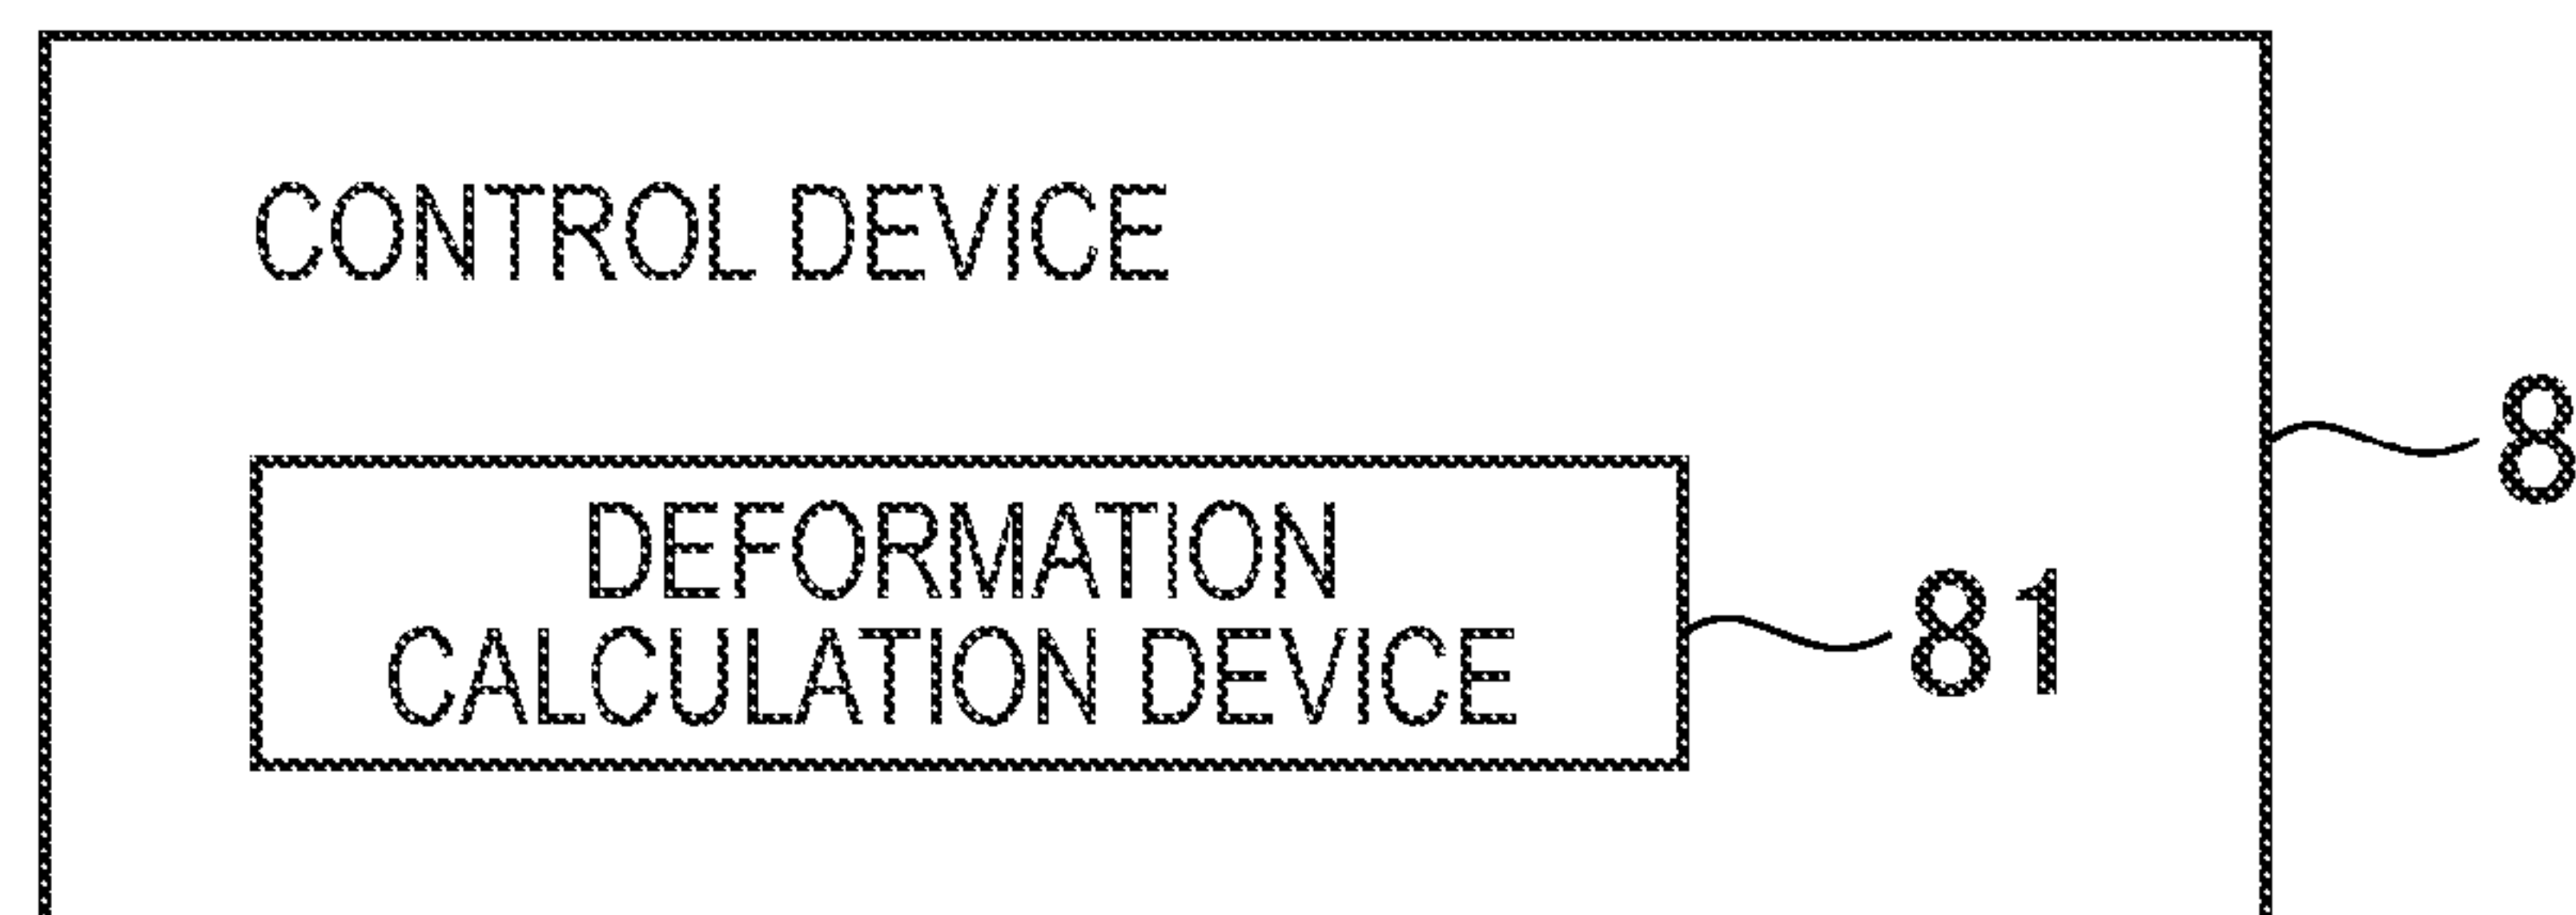 CONTROL DEVICE
8
DEFORMATION
CALCULATION DEVICE
81